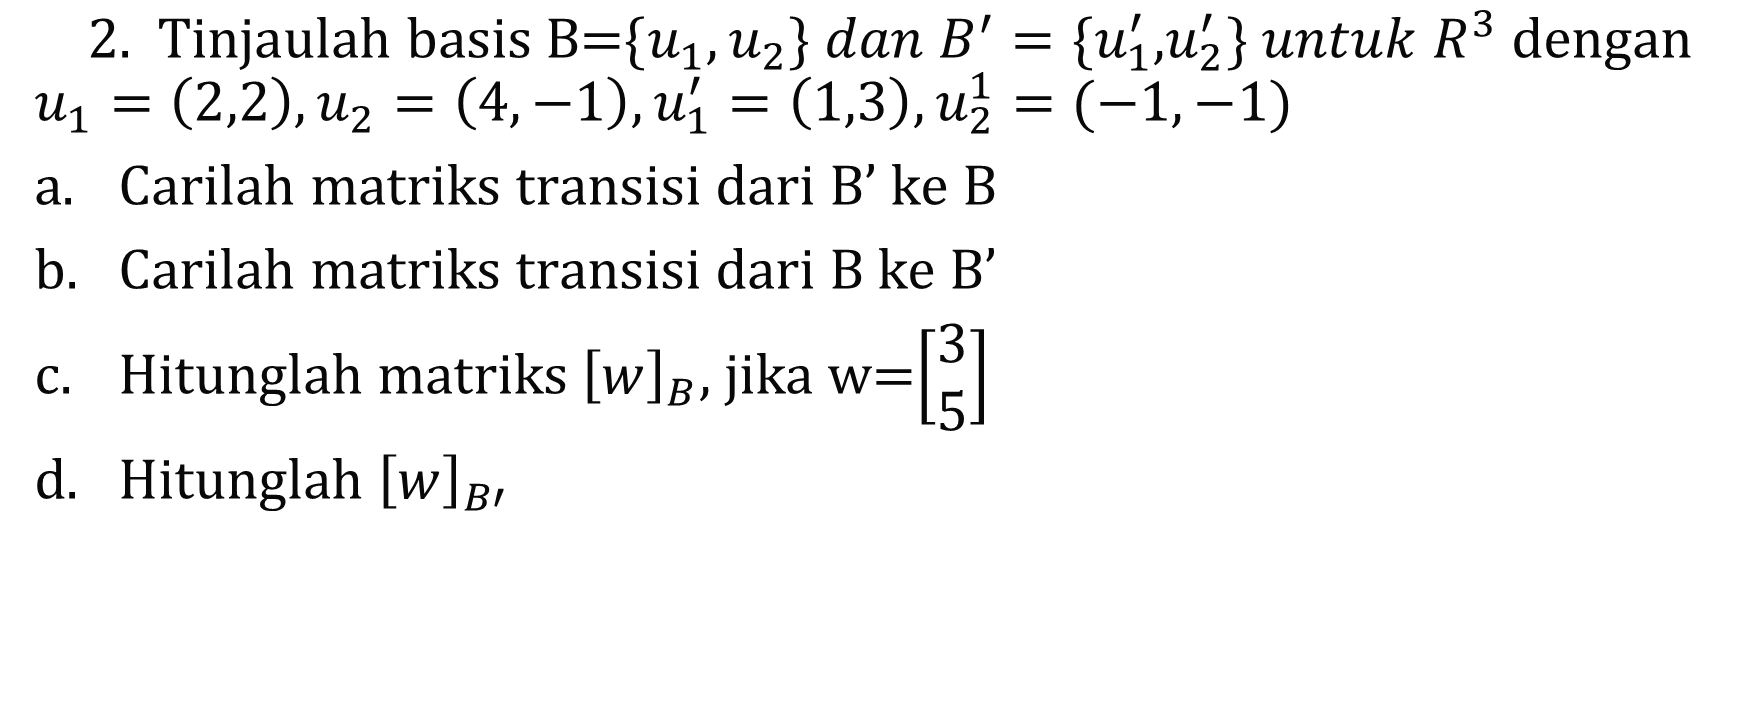 2. Tinjaulah basis B={u₁, u₂} dan B′ = {u′₁,u′₂} untuk R³ dengan
u₁ = (2,2), u₂ = (4, −1), u′₁ = (1,3), u¹₂ = (−1, −1)
a. Carilah matriks transisi dari B’ ke B
b. Carilah matriks transisi dari B ke B’
c. Hitunglah matriks [w]_B, jika w=[3
5]
d. Hitunglah [w]_B′